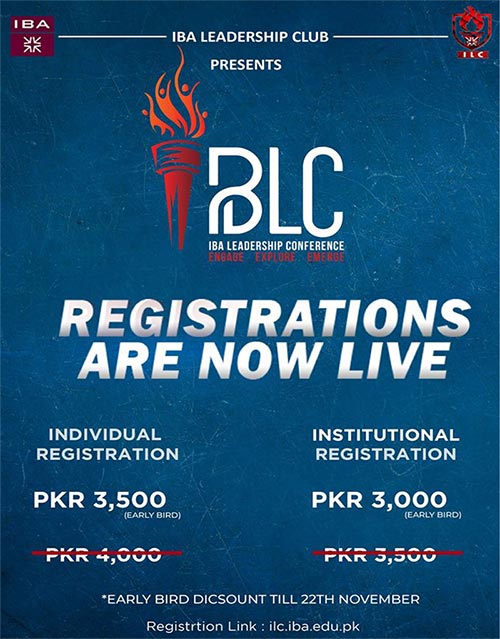 IBA
IBA LEADERSHIP CLUB
PRESENTS
ILC
IBLC
IBA LEADERSHIP CONFERENCE
ENGAGE EXPLORE EMERGE
REGISTRATIONS
ARE NOW LIVE
INDIVIDUAL
REGISTRATION
PKR 3,500
(EARLY BIRD)
PKR 4,000
INSTITUTIONAL
REGISTRATION
PKR 3,000
(EARLY BIRD)
PKR 3,500
*EARLY BIRD DICSOUNT TILL 22TH NOVEMBER
Registrtion Link : ilc.iba.edu.pk